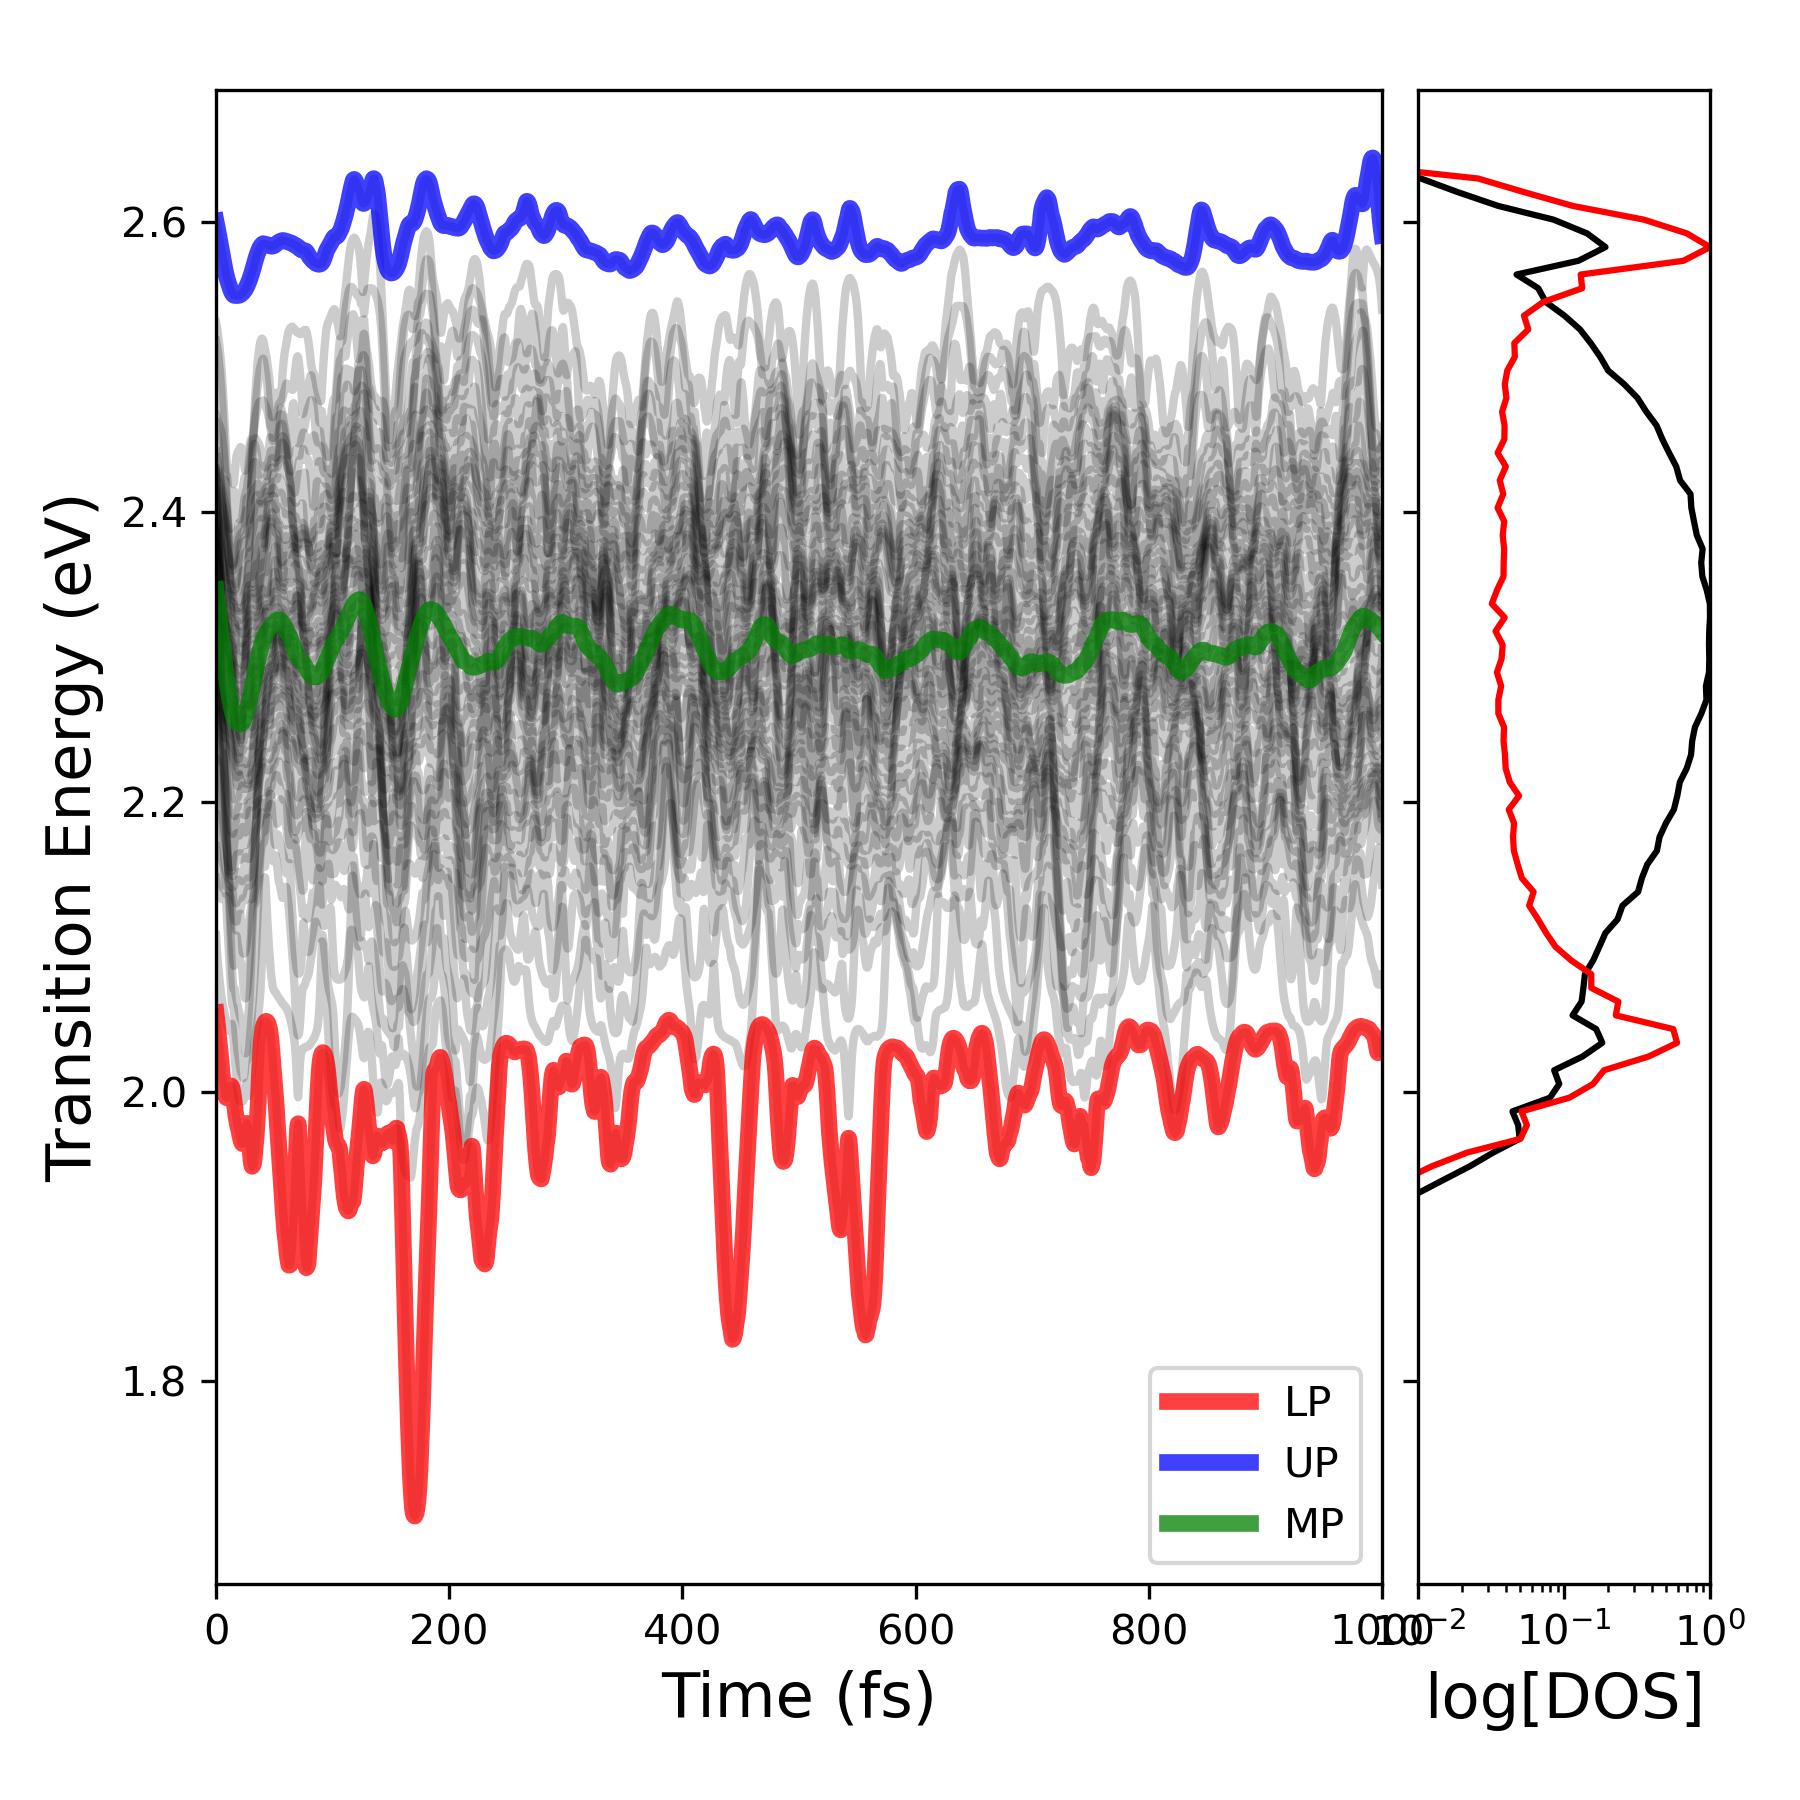 Transition Energy (eV)
2.6
2.4
2.2
2.0
1.8
LP
UP
MP
0 200 400 600 800 1000
10⁻² 10⁻¹ 10⁰
Time (fs)
log[DOS]